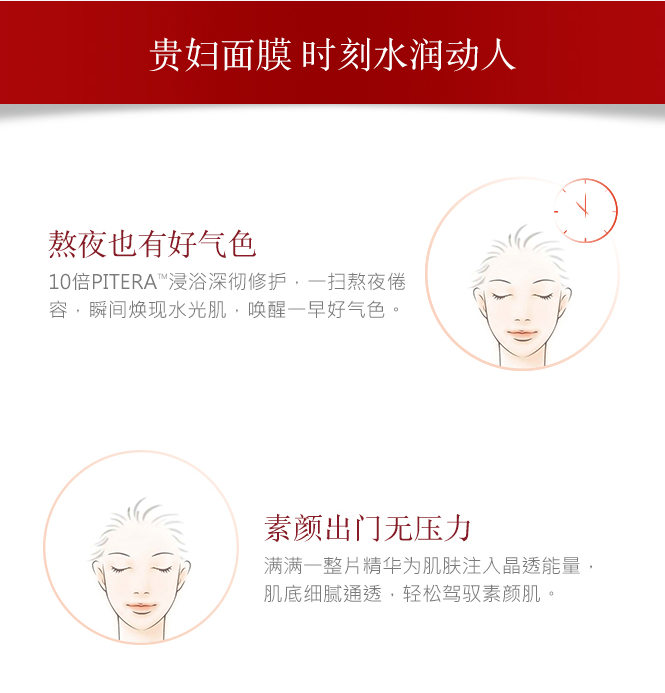 贵妇面膜 时刻水润动人
熬夜也有好气色
10倍PITERA™浸浴深彻修护，一扫熬夜倦
容，瞬间焕现水光肌，唤醒一早好气色。
素颜出门无压力
满满一整片精华为肌肤注入晶透能量，
肌底细腻通透，轻松驾驭素颜肌。